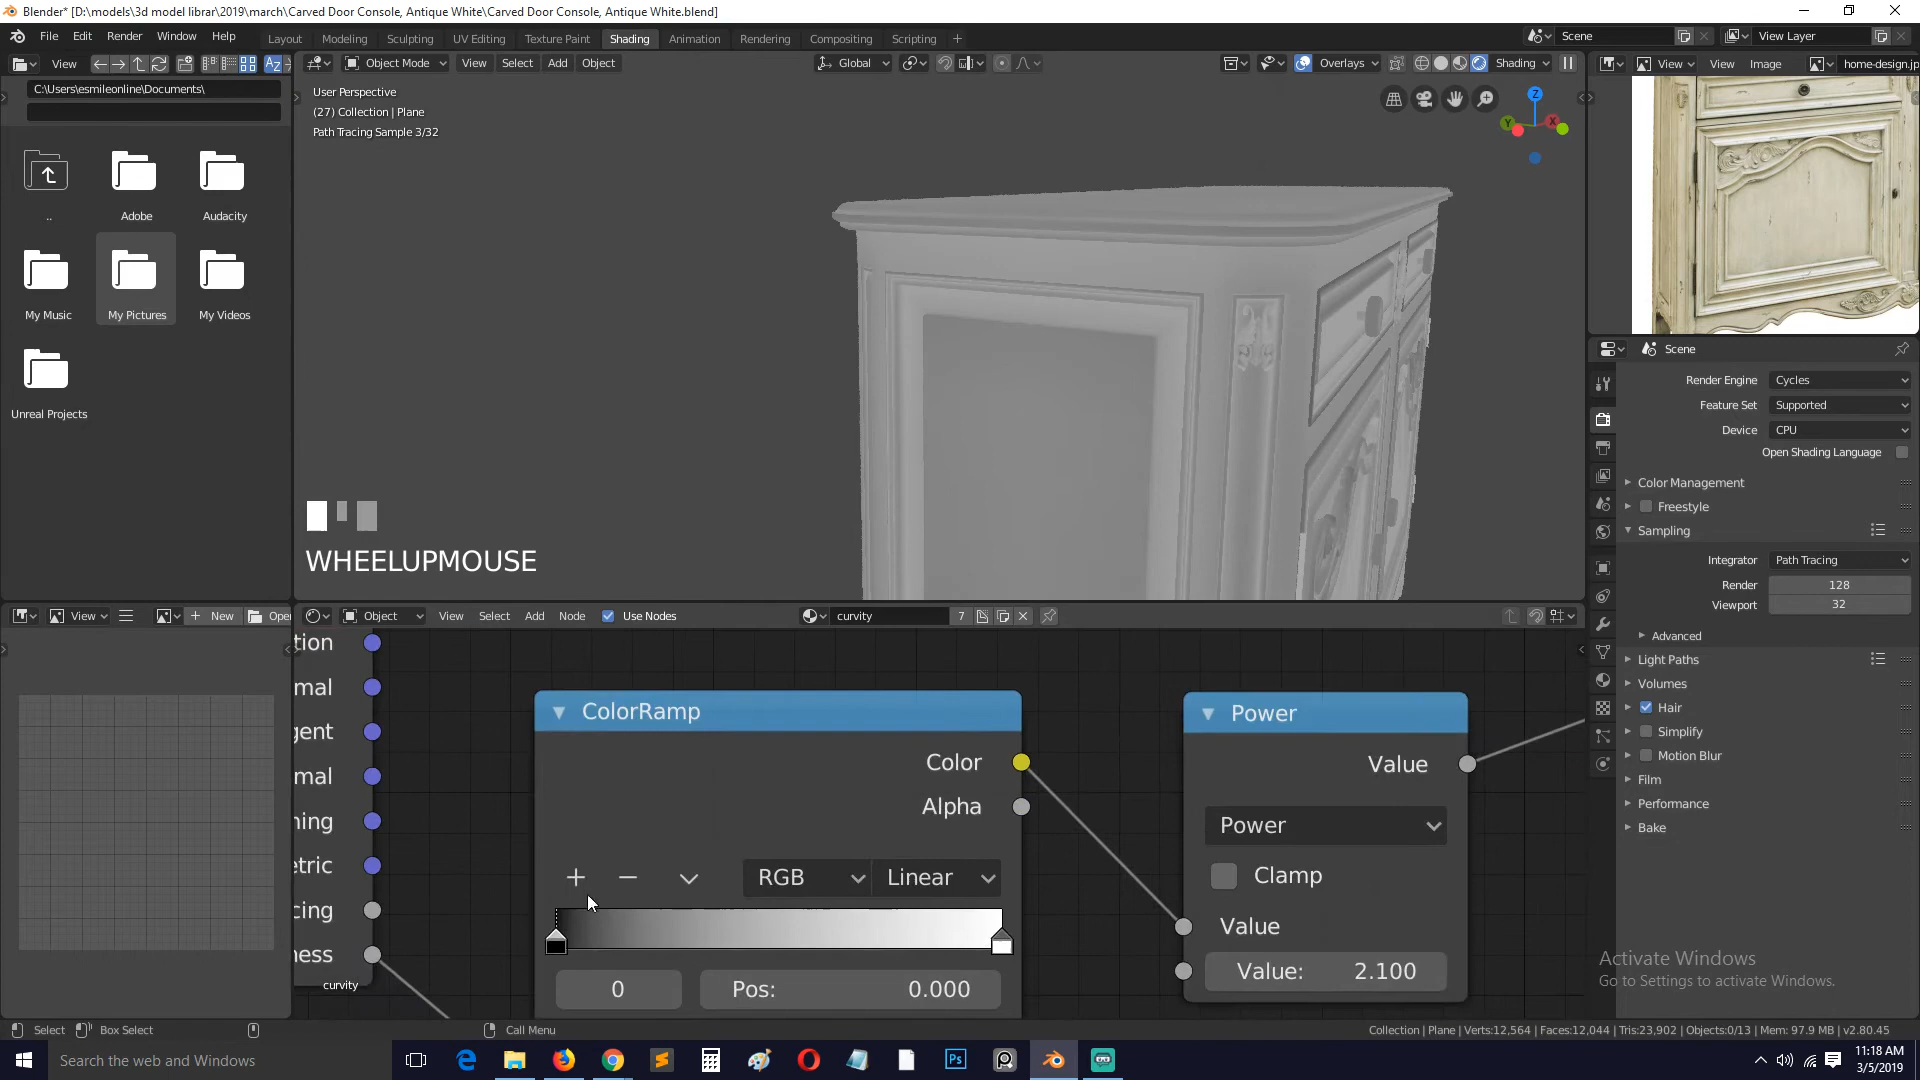 Blender* [D:\models\3d model librar\2019\march\Carved Door Console, Antique White\Carved Door Console, Antique White.blend]
File Edit Render Window Help
Layout Modeling Sculpting UV Editing Texture Paint Shading Animation Rendering Compositing Scripting +
Scene
View Layer
View
Object Mode View Select Add Object
Global
Overlays
Shading
View View Image home-design.jp
C:\Users\esmileonline\Documents\
..
Adobe
Audacity
My Music
My Pictures
My Videos
Unreal Projects
User Perspective
(27) Collection | Plane
Path Tracing Sample 3/32
WHEELUPMOUSE
Scene
Render Engine Cycles
Feature Set Supported
Device CPU
Open Shading Language
Color Management
Freestyle
Sampling
Integrator Path Tracing
Render 128
Viewport 32
Advanced
Light Paths
Volumes
Hair
Simplify
Motion Blur
Film
Performance
Bake
View New Open
Object View Select Add Node Use Nodes curvity 7
tion
mal
gent
mal
ning
etric
cing
ness
curvity
ColorRamp
Color
Alpha
RGB Linear
0 Pos: 0.000
Power
Value
Power
Clamp
Value
Value: 2.100
Activate Windows
Go to Settings to activate Windows.
Select Box Select Call Menu
Collection | Plane | Verts:12,564 | Faces:12,044 | Tris:23,902 | Objects:0/13 | Mem: 97.9 MB | v2.80.45
Search the web and Windows
Ps
11:18 AM
3/5/2019